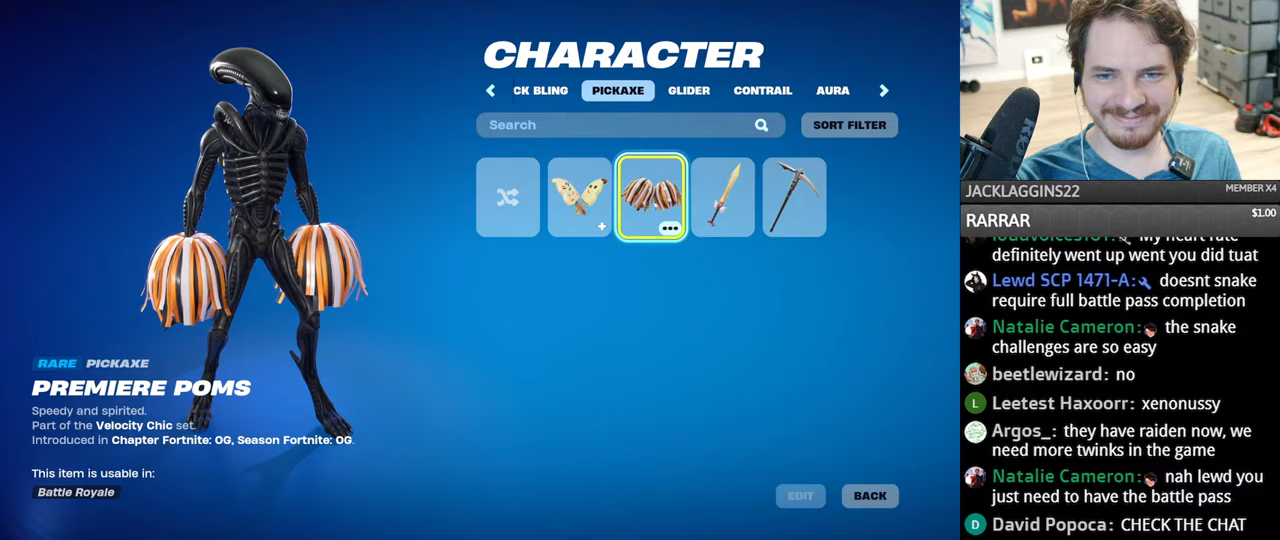 CHARACTER
CK BLING
PICKAXE
GLIDER
CONTRAIL
AURA
Search
SORT FILTER
RARE PICKAXE
PREMIERE POMS
Speedy and spirited.
Part of the Velocity Chic set.
Introduced in Chapter Fortnite: OG, Season Fortnite: OG.
This item is usable in:
Battle Royale
EDIT
BACK
JACKLAGGINS22
MEMBER X4
RARRAR
$1.00
My heart rate
definitely went up went you did tuat
Lewd SCP 1471-A: doesnt snake
require full battle pass completion
Natalie Cameron: the snake
challenges are so easy
beetlewizard: no
L Leetest Haxoorr: xenonussy
Argos_: they have raiden now, we
need more twinks in the game
Natalie Cameron: nah lewd you
just need to have the battle pass
D David Popoca: CHECK THE CHAT